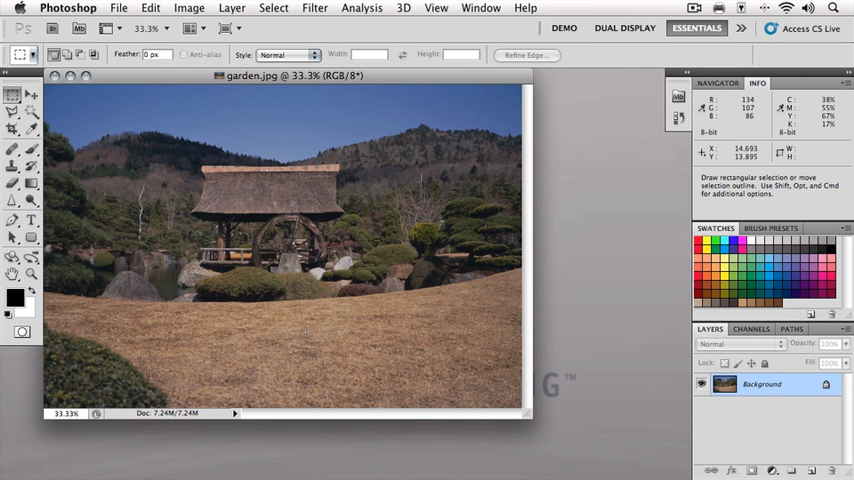 Photoshop File Edit Image Layer Select Filter Analysis 3D View Window Help
Ps Br Mb 33.3% DEMO DUAL DISPLAY ESSENTIALS >> Access CS Live
Feather: 0 px Anti-alias Style: Normal Width: Height: Refine Edge...
garden.jpg @ 33.3% (RGB/8*)
NAVIGATOR INFO
R: 134 C: 38%
G: 107 M: 55%
B: 86 Y: 67%
K: 17%
8-bit 8-bit
X: 14.693 W:
Y: 13.895 H:
Draw rectangular selection or move
selection outline. Use Shift, Opt, and Cmd
for additional options.
SWATCHES BRUSH PRESETS
LAYERS CHANNELS PATHS
Normal Opacity: 100%
Lock: Fill: 100%
Background
G™
33.33% Doc: 7.24M/7.24M